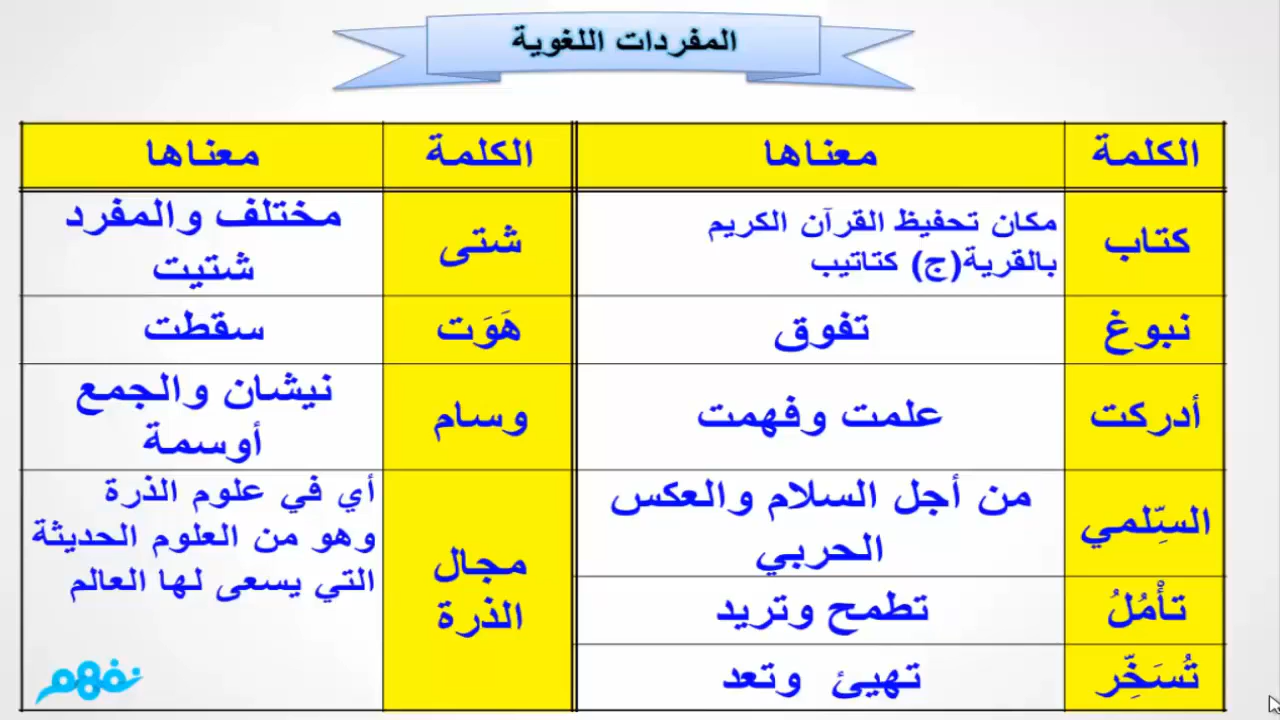 المفردات اللغوية
الكلمة
معناها
الكلمة
معناها
كتاب
مكان تحفيظ القرآن الكريم
بالقرية(ج) كتاتيب
شتى
مختلف والمفرد
شتيت
نبوغ
تفوق
هَوَت
سقطت
أدركت
علمت وفهمت
وسام
نيشان والجمع
أوسمة
السِّلمي
من أجل السلام والعكس
الحربي
مجال
الذرة
أي في علوم الذرة
وهو من العلوم الحديثة
التي يسعى لها العالم
تأْمُلُ
تطمح وتريد
تُسَخِّر
تهيئ وتعد
نفهم